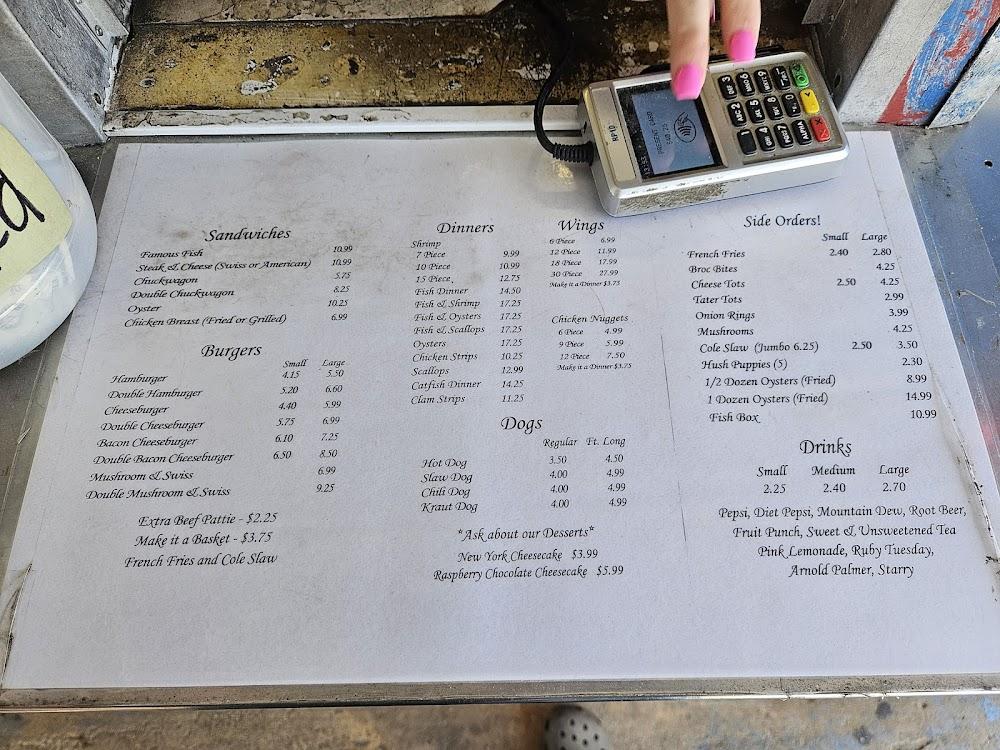 Sandwiches
Famous Fish 10.99
Steak & Cheese (Swiss or American) 10.99
Chuckwagon 5.75
Double Chuckwagon 8.25
Oyster 10.25
Chicken Breast (Fried or Grilled) 6.99
Burgers
Small Large
Hamburger 4.15 5.50
Double Hamburger 5.20 6.60
Cheeseburger 4.40 5.99
Double Cheeseburger 5.75 6.99
Bacon Cheeseburger 6.10 7.25
Double Bacon Cheeseburger 6.50 8.50
Mushroom & Swiss 6.99
Double Mushroom & Swiss 9.25
Extra Beef Pattie - $2.25
Make it a Basket - $3.75
French Fries and Cole Slaw
Dinners
Shrimp
7 Piece 9.99
10 Piece 10.99
15 Piece 12.75
Fish Dinner 14.50
Fish & Shrimp 17.25
Fish & Oysters 17.25
Fish & Scallops 17.25
Oysters 17.25
Chicken Strips 10.25
Scallops 12.99
Catfish Dinner 14.25
Clam Strips 11.25
Wings
6 Piece 6.99
12 Piece 11.99
18 Piece 17.99
30 Piece 27.99
Make it a Dinner $3.75
Chicken Nuggets
6 Piece 4.99
9 Piece 5.99
12 Piece 7.50
Make it a Dinner $3.75
Dogs
Regular Ft. Long
Hot Dog 3.50 4.50
Slaw Dog 4.00 4.99
Chili Dog 4.00 4.99
Kraut Dog 4.00 4.99
*Ask about our Desserts*
New York Cheesecake $3.99
Raspberry Chocolate Cheesecake $5.99
Side Orders!
Small Large
French Fries 2.40 2.80
Broc Bites 4.25
Cheese Tots 2.50 4.25
Tater Tots 2.99
Onion Rings 3.99
Mushrooms 4.25
Cole Slaw (Jumbo 6.25) 2.50 3.50
Hush Puppies (5) 2.30
1/2 Dozen Oysters (Fried) 8.99
1 Dozen Oysters (Fried) 14.99
Fish Box 10.99
Drinks
Small Medium Large
2.25 2.40 2.70
Pepsi, Diet Pepsi, Mountain Dew, Root Beer,
Fruit Punch, Sweet & Unsweetened Tea
Pink Lemonade, Ruby Tuesday,
Arnold Palmer, Starry